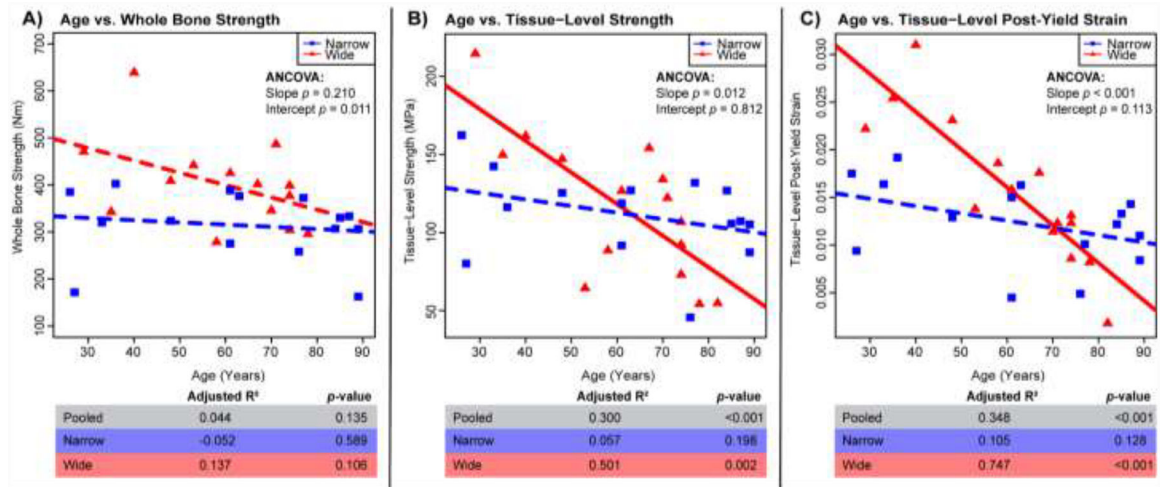 A) Age vs. Whole Bone Strength
Narrow
Wide
ANCOVA:
Slope p = 0.210
Intercept p = 0.011
Whole Bone Strength (Nm)
700
600
500
400
300
200
100
30 40 50 60 70 80 90
Age (Years)
Adjusted R² p-value
Pooled 0.044 0.135
Narrow -0.052 0.589
Wide 0.137 0.106
B) Age vs. Tissue-Level Strength
Narrow
Wide
ANCOVA:
Slope p = 0.012
Intercept p = 0.812
Tissue-Level Strength (MPa)
200
150
100
50
30 40 50 60 70 80 90
Age (Years)
Adjusted R² p-value
Pooled 0.300 <0.001
Narrow 0.057 0.198
Wide 0.501 0.002
C) Age vs. Tissue-Level Post-Yield Strain
Narrow
Wide
ANCOVA:
Slope p < 0.001
Intercept p = 0.113
Tissue-Level Post-Yield Strain
0.030
0.025
0.020
0.015
0.010
0.005
30 40 50 60 70 80 90
Age (Years)
Adjusted R² p-value
Pooled 0.348 <0.001
Narrow 0.105 0.128
Wide 0.747 <0.001